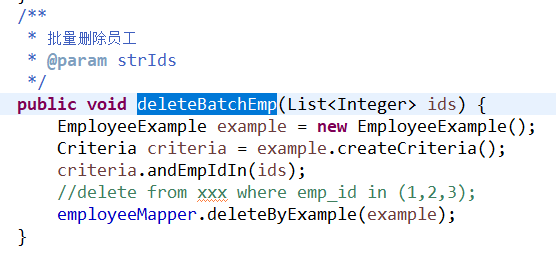 /**
 * 批量删除员工
 * @param strIds
 */
public void deleteBatchEmp(List<Integer> ids) {
    EmployeeExample example = new EmployeeExample();
    Criteria criteria = example.createCriteria();
    criteria.andEmpIdIn(ids);
    //delete from xxx where emp_id in (1,2,3);
    employeeMapper.deleteByExample(example);
}